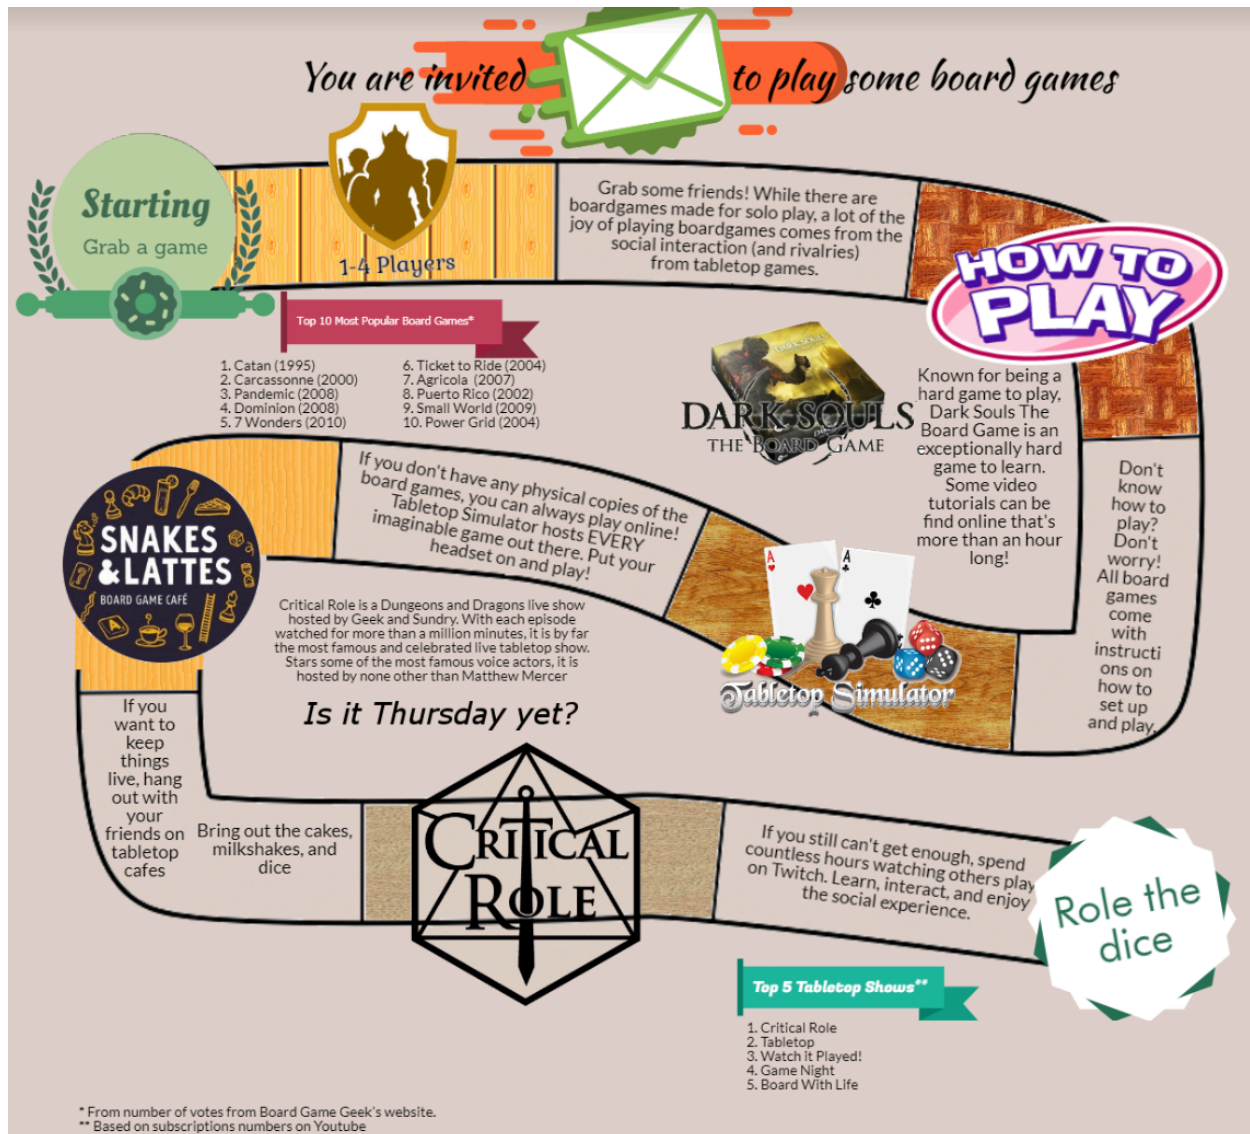 You are invited to play some board games
Starting
Grab a game
1-4 Players
Grab some friends! While there are
boardgames made for solo play, a lot of the
joy of playing boardgames comes from the
social interaction (and rivalries)
from tabletop games.
HOW TO
PLAY
Top 10 Most Popular Board Games*
1. Catan (1995)
2. Carcassonne (2000)
3. Pandemic (2008)
4. Dominion (2008)
5. 7 Wonders (2010)
6. Ticket to Ride (2004)
7. Agricola (2007)
8. Puerto Rico (2002)
9. Small World (2009)
10. Power Grid (2004)
DARK SOULS
DARK SOULS
THE BOARD GAME
Known for being a
hard game to play,
Dark Souls The
Board Game is an
exceptionally hard
game to learn.
Some video
tutorials can be
find online that's
more than an hour
long!
Don't
know
how to
play?
Don't
worry!
All board
games
come
with
instructi
ons on
how to
set up
and play.
A
A
Tabletop Simulator
If you don't have any physical copies of the
board games, you can always play online!
Tabletop Simulator hosts EVERY
imaginable game out there. Put your
headset on and play!
SNAKES
& LATTES
BOARD GAME CAFÉ
A
Critical Role is a Dungeons and Dragons live show
hosted by Geek and Sundry. With each episode
watched for more than a million minutes, it is by far
the most famous and celebrated live tabletop show.
Stars some of the most famous voice actors, it is
hosted by none other than Matthew Mercer
Is it Thursday yet?
If you
want to
keep
things
live, hang
out with
your
friends on
tabletop
cafes
Bring out the cakes,
milkshakes, and
dice
CRITICAL
ROLE
If you still can't get enough, spend
countless hours watching others play
on Twitch. Learn, interact, and enjoy
the social experience.
Role the
dice
Top 5 Tabletop Shows**
1. Critical Role
2. Tabletop
3. Watch it Played!
4. Game Night
5. Board With Life
* From number of votes from Board Game Geek's website.
** Based on subscriptions numbers on Youtube